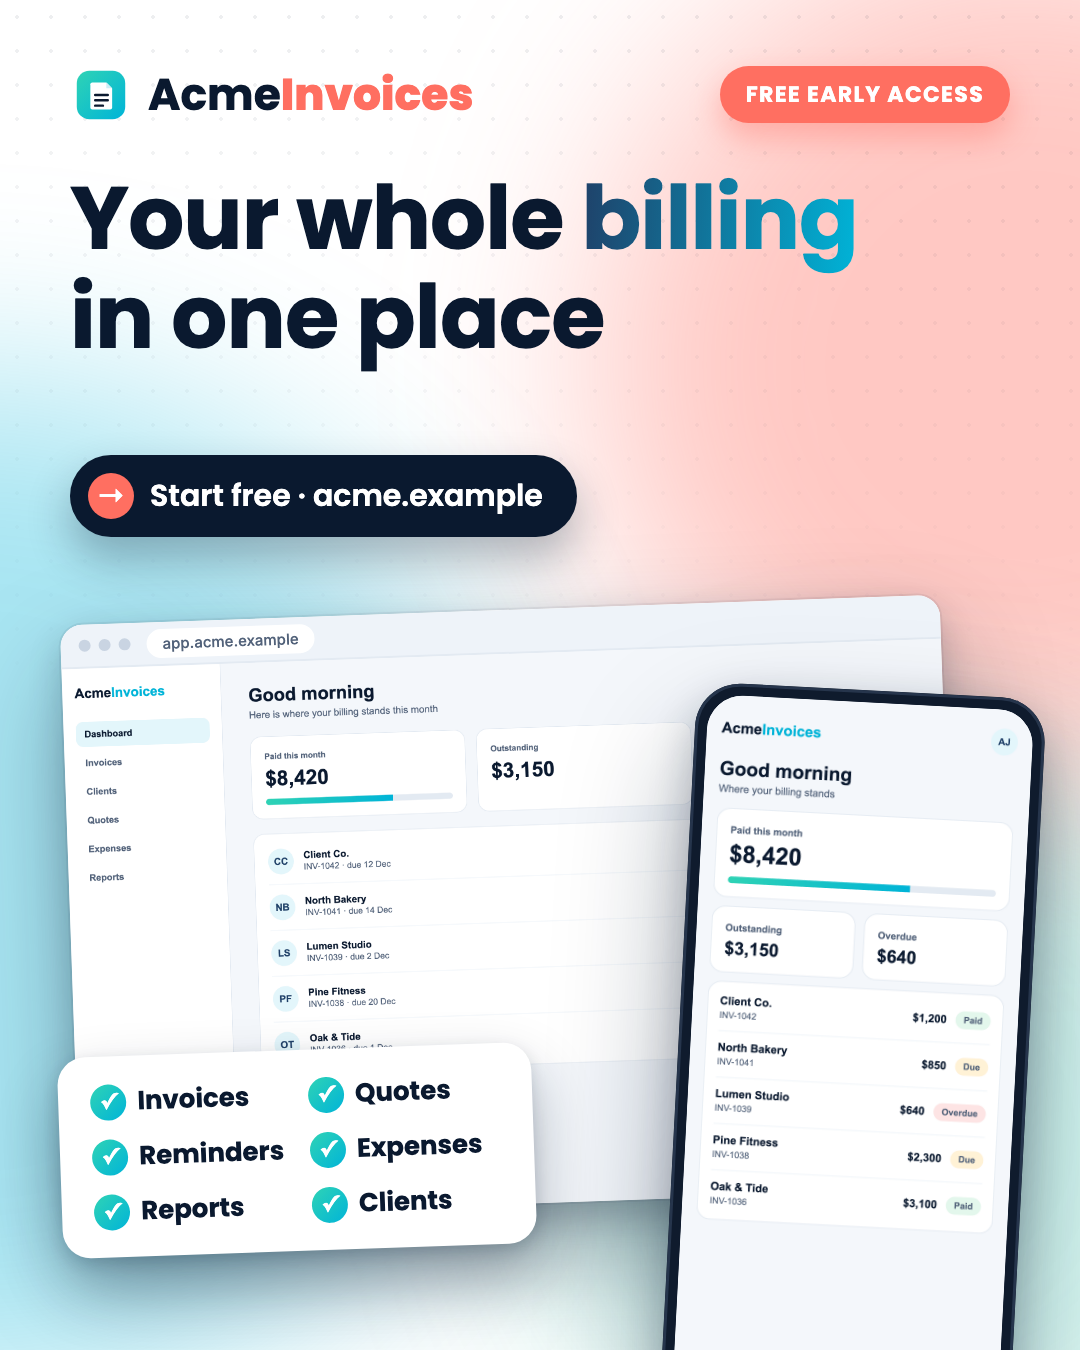 AcmeInvoices
FREE EARLY ACCESS
Your whole billing
in one place
Start free · acme.example
app.acme.example
AcmeInvoices
Dashboard
Invoices
Clients
Quotes
Expenses
Reports
Good morning
Here is where your billing stands this month
Paid this month
$8,420
Outstanding
$3,150
CC
Client Co.
INV-1042 · due 12 Dec
NB
North Bakery
INV-1041 · due 14 Dec
LS
Lumen Studio
INV-1039 · due 2 Dec
PF
Pine Fitness
INV-1038 · due 20 Dec
OT
Oak & Tide
Invoices
Quotes
Reminders
Expenses
Reports
Clients
AcmeInvoices
AJ
Good morning
Where your billing stands
Paid this month
$8,420
Outstanding
$3,150
Overdue
$640
Client Co.
INV-1042
$1,200
Paid
North Bakery
INV-1041
$850
Due
Lumen Studio
INV-1039
$640
Overdue
Pine Fitness
INV-1038
$2,300
Due
Oak & Tide
INV-1036
$3,100
Paid